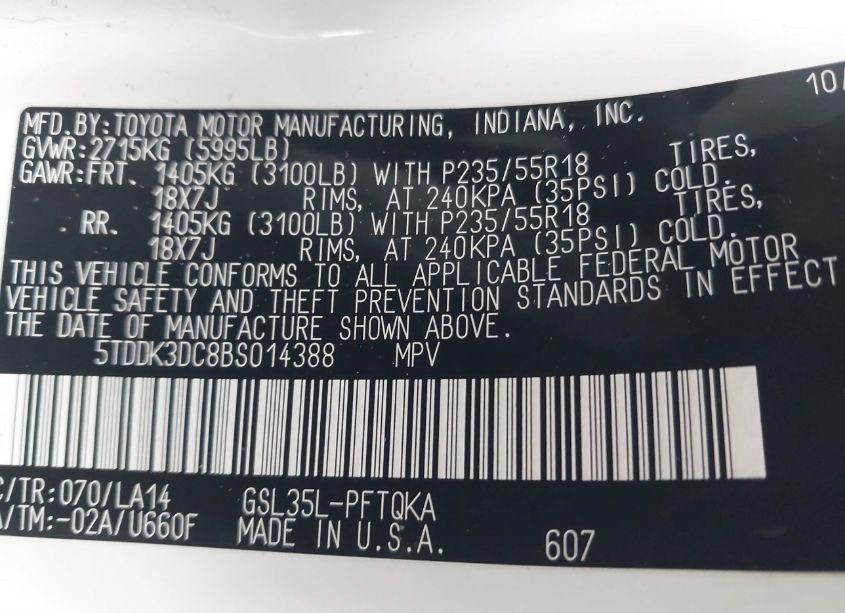 10/
MFD.BY:TOYOTA MOTOR MANUFACTURING, INDIANA, INC.
GVWR:2715KG (5995LB)
GAWR:FRT. 1405KG (3100LB) WITH P235/55R18 TIRES,
18X7J RIMS, AT 240KPA (35PSI) COLD.
RR. 1405KG (3100LB) WITH P235/55R18 TIRES,
18X7J RIMS, AT 240KPA (35PSI) COLD.
THIS VEHICLE CONFORMS TO ALL APPLICABLE FEDERAL MOTOR
VEHICLE SAFETY AND THEFT PREVENTION STANDARDS IN EFFECT
THE DATE OF MANUFACTURE SHOWN ABOVE.
5TDDK3DC8BS014388 MPV
C/TR:070/LA14 GSL35L-PFTQKA
A/TM:-02A/U660F MADE IN U.S.A. 607